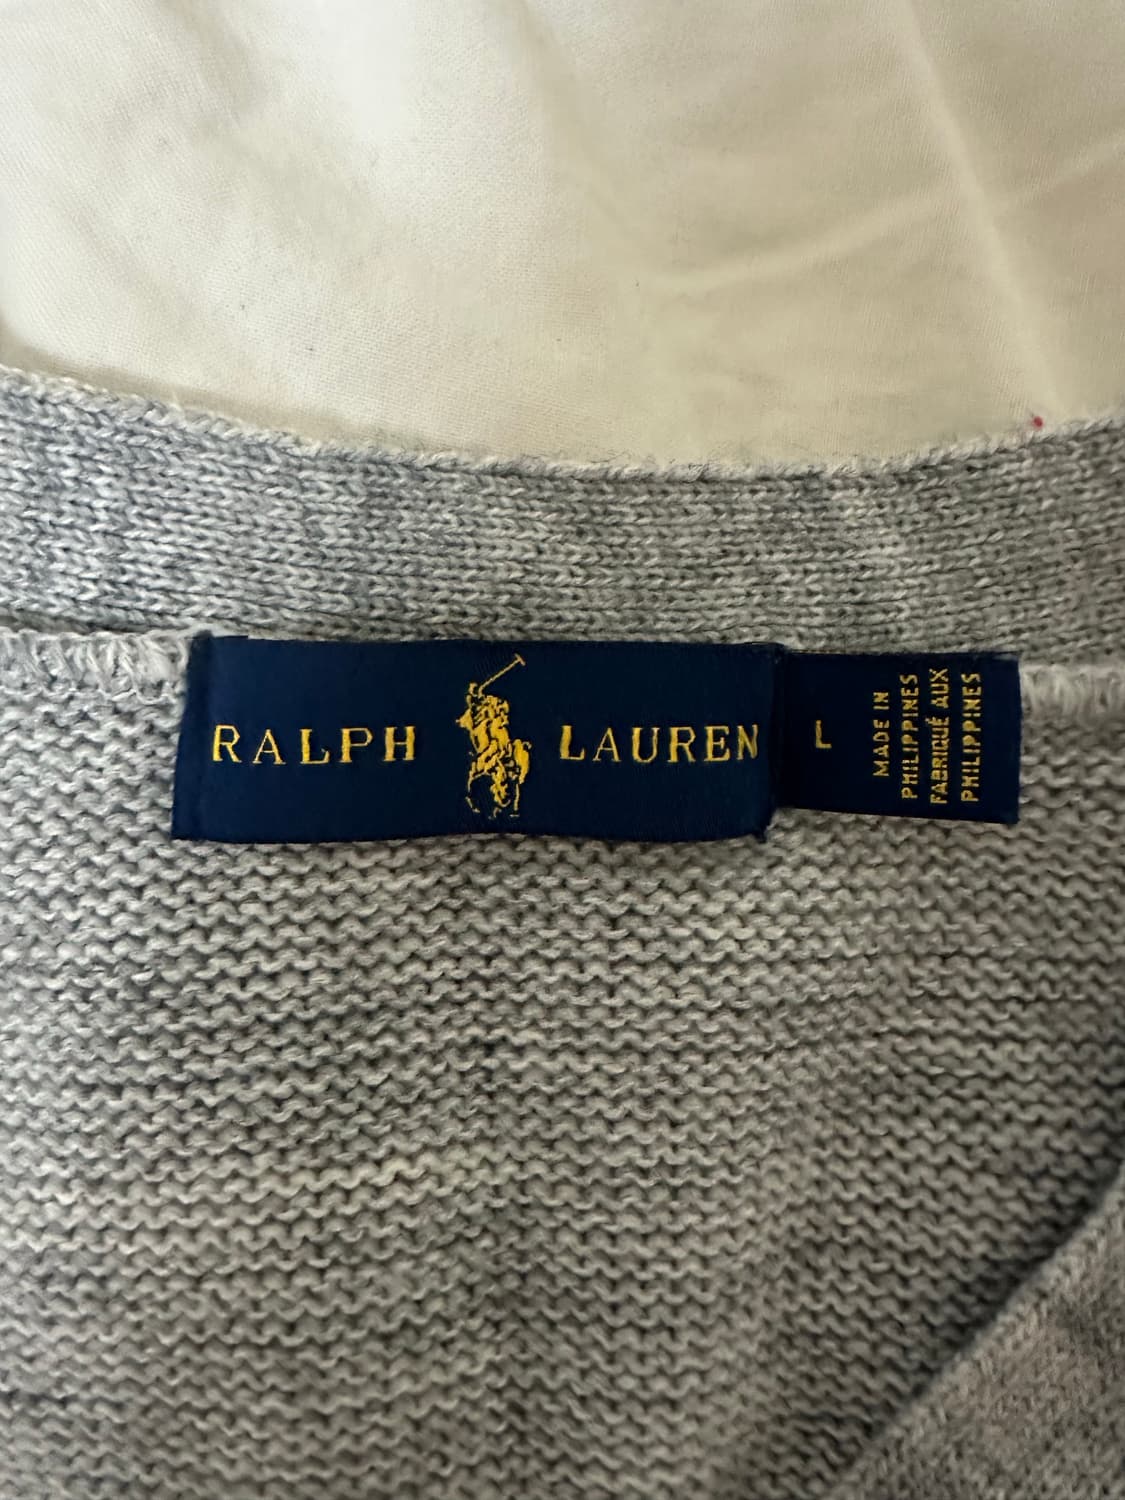 RALPH LAUREN
L
MADE IN
PHILIPPINES
FABRIQUÉ AUX
PHILIPPINES